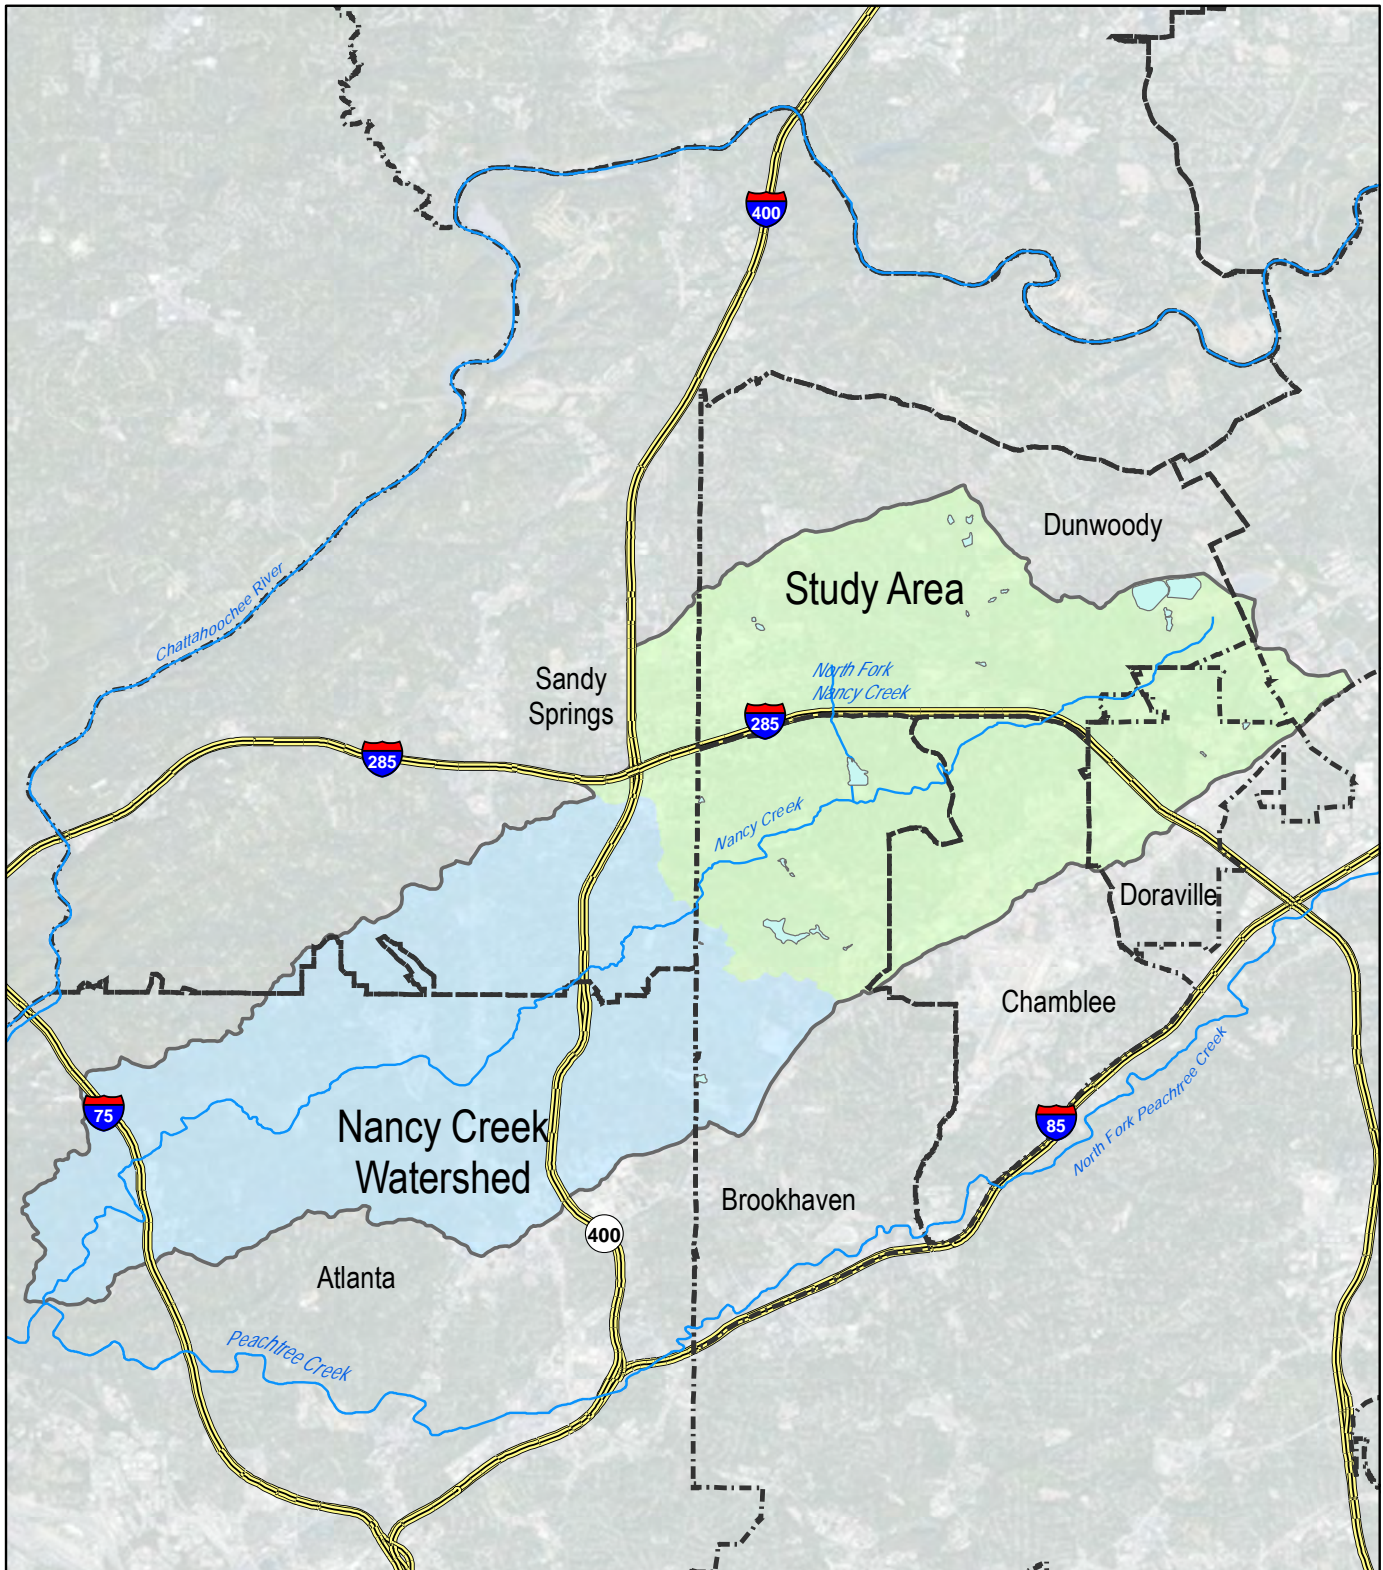 400
Dunwoody
Study Area
Chattahoochee River
North Fork
Nancy Creek
Sandy
Springs
285
285
Nancy Creek
Doraville
Chamble​e
75
Nancy Creek
Watershed
85
North Fork Peachtree Creek
Brookhaven
400
Atlanta
Peachtree Creek